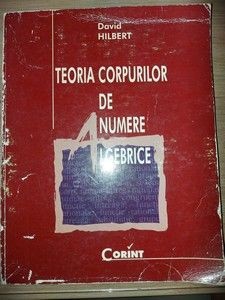 David
HILBERT
TEORIA CORPURILOR
DE
NUMERE
ALGEBRICE
CORINT